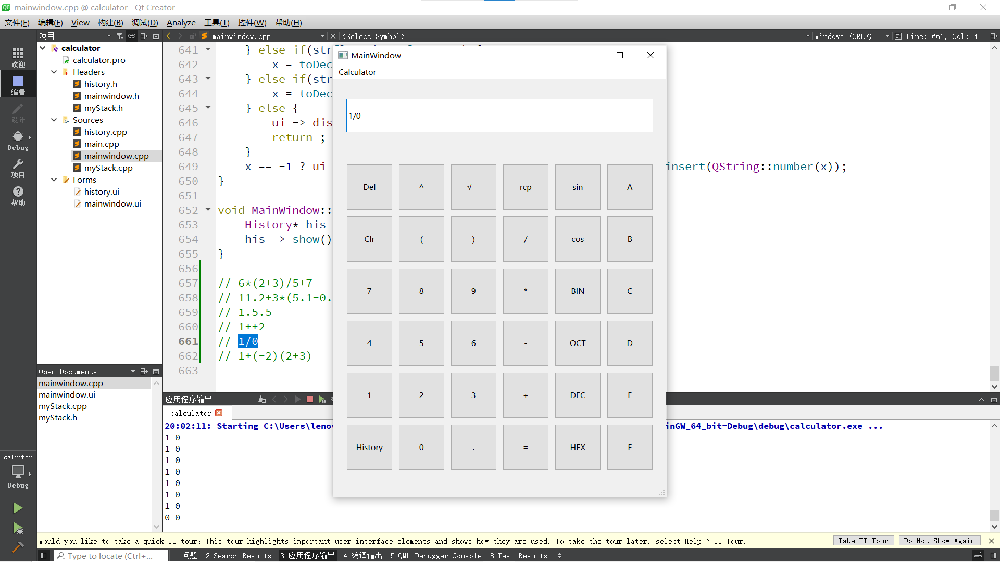 mainwindow.cpp @ calculator - Qt Creator
文件(F) 编辑(E) View 构建(B) 调试(D) Analyze 工具(T) 控件(W) 帮助(H)
项目
mainwindow.cpp
<Select Symbol>
Windows (CRLF)
Line: 661, Col: 4
欢迎
编辑
设计
Debug
项目
帮助
cal···tor
Debug
calculator
calculator.pro
Headers
history.h
mainwindow.h
myStack.h
Sources
history.cpp
main.cpp
mainwindow.cpp
myStack.cpp
Forms
history.ui
mainwindow.ui
Open Documents
mainwindow.cpp
mainwindow.ui
myStack.cpp
myStack.h
641 } else if(str
642 x = toDec
643 } else if(str
644 x = toDec
645 } else {
646 ui -> dis
647 return ;
648 }
649 x == -1 ? ui insert(QString::number(x));
650 }
651
652 void MainWindow::
653 History* his
654 his -> show()
655 }
656
657 // 6*(2+3)/5+7
658 // 11.2+3*(5.1-0.
659 // 1.5.5
660 // 1++2
661 // 1/0
662 // 1+(-2)(2+3)
663
MainWindow
Calculator
1/0
Del ^ √‾‾ rcp sin A
Clr ( ) / cos B
7 8 9 * BIN C
4 5 6 - OCT D
1 2 3 + DEC E
History 0 . = HEX F
应用程序输出
calculator
20:02:11: Starting C:\Users\lenov inGW_64_bit-Debug\debug\calculator.exe ...
1 0
1 0
1 0
1 0
1 0
1 0
1 0
0 0
Would you like to take a quick UI tour? This tour highlights important user interface elements and shows how they are used. To take the tour later, select Help > UI Tour.
Take UI Tour
Do Not Show Again
Type to locate (Ctrl+...
1 问题 2 Search Results 3 应用程序输出 4 编译输出 5 QML Debugger Console 8 Test Results